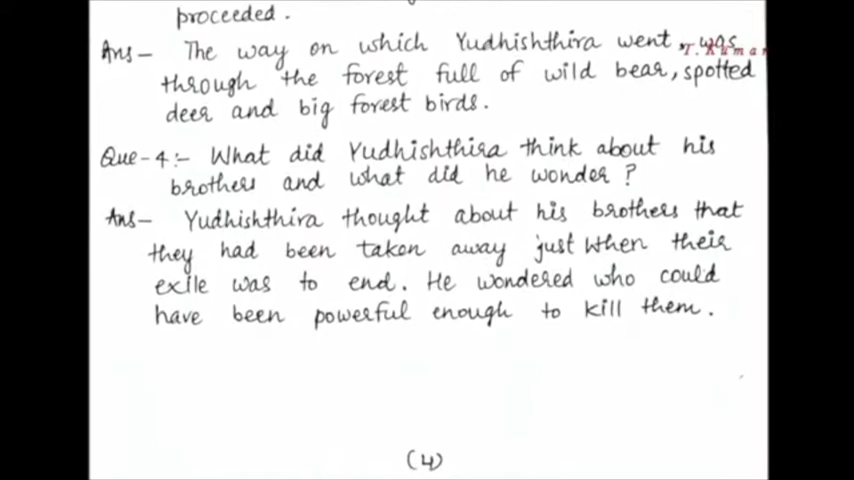 proceeded.
Ans - The way on which Yudhishthira went, was
T. Kumar
through the forest full of wild bear, spotted
deer and big forest birds.
Que-4:- What did Yudhishthira think about his
brothers and what did he wonder?
Ans - Yudhishthira thought about his brothers that
they had been taken away just when their
exile was to end. He wondered who could
have been powerful enough to kill them.
(4)